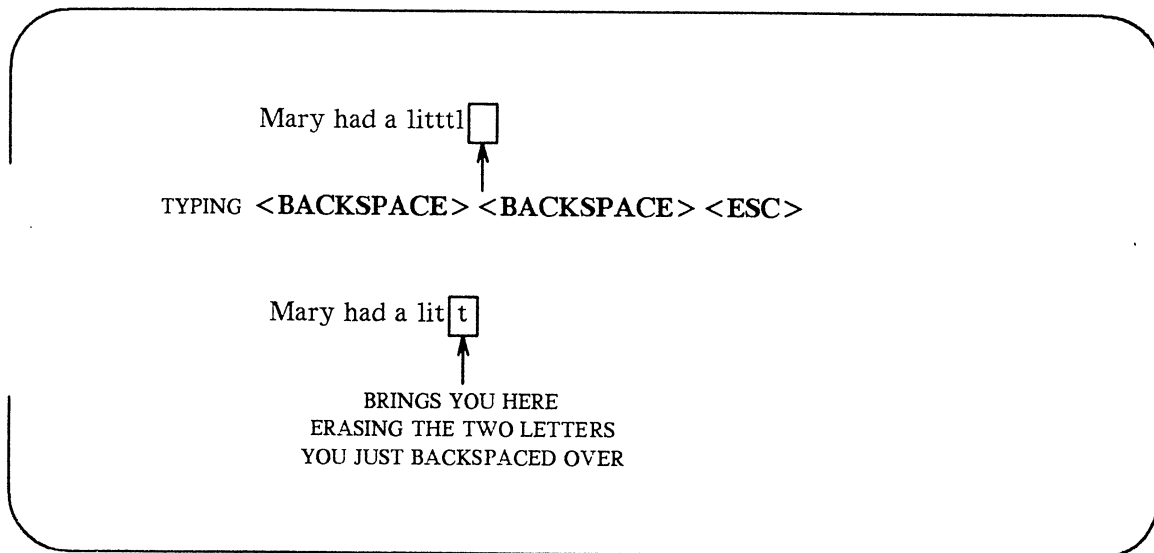 Mary had a litttl
TYPING <BACKSPACE> <BACKSPACE> <ESC>
Mary had a lit t
BRINGS YOU HERE
ERASING THE TWO LETTERS
YOU JUST BACKSPACED OVER